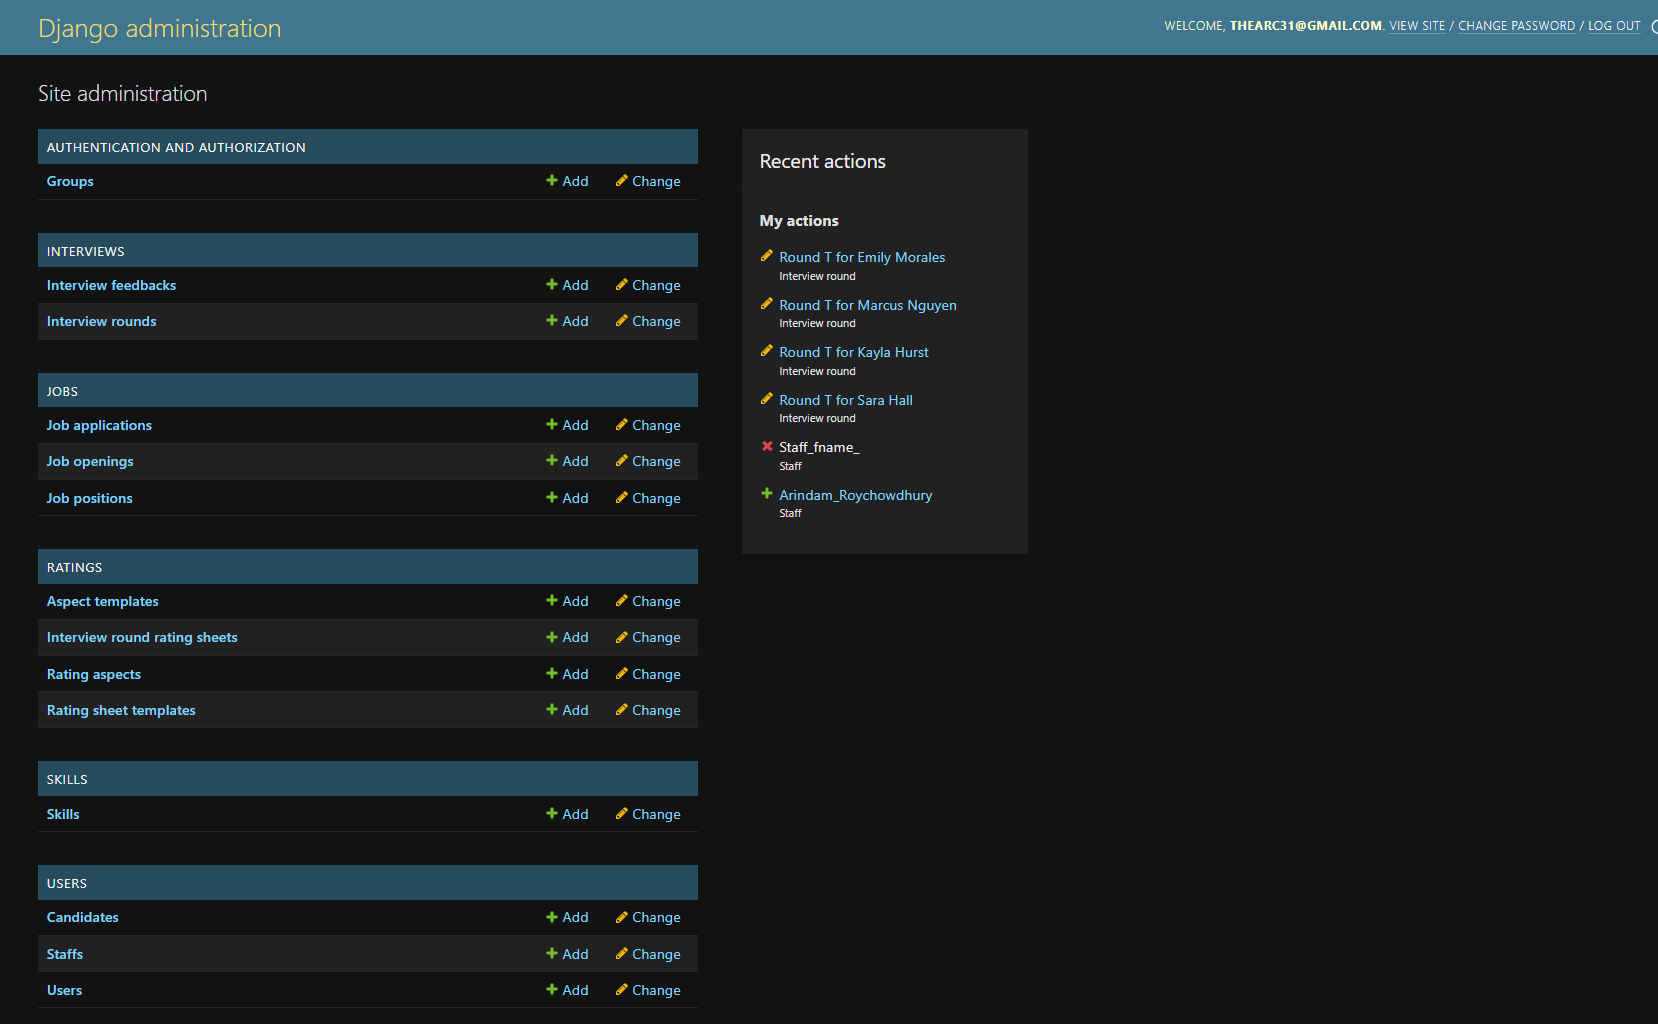 Django administration
WELCOME, THEARC31@GMAIL.COM. VIEW SITE / CHANGE PASSWORD / LOG OUT
Site administration
AUTHENTICATION AND AUTHORIZATION
Groups Add Change
INTERVIEWS
Interview feedbacks Add Change
Interview rounds Add Change
JOBS
Job applications Add Change
Job openings Add Change
Job positions Add Change
RATINGS
Aspect templates Add Change
Interview round rating sheets Add Change
Rating aspects Add Change
Rating sheet templates Add Change
SKILLS
Skills Add Change
USERS
Candidates Add Change
Staffs Add Change
Users Add Change
Recent actions
My actions
Round T for Emily Morales
Interview round
Round T for Marcus Nguyen
Interview round
Round T for Kayla Hurst
Interview round
Round T for Sara Hall
Interview round
Staff_fname_
Staff
Arindam_Roychowdhury
Staff